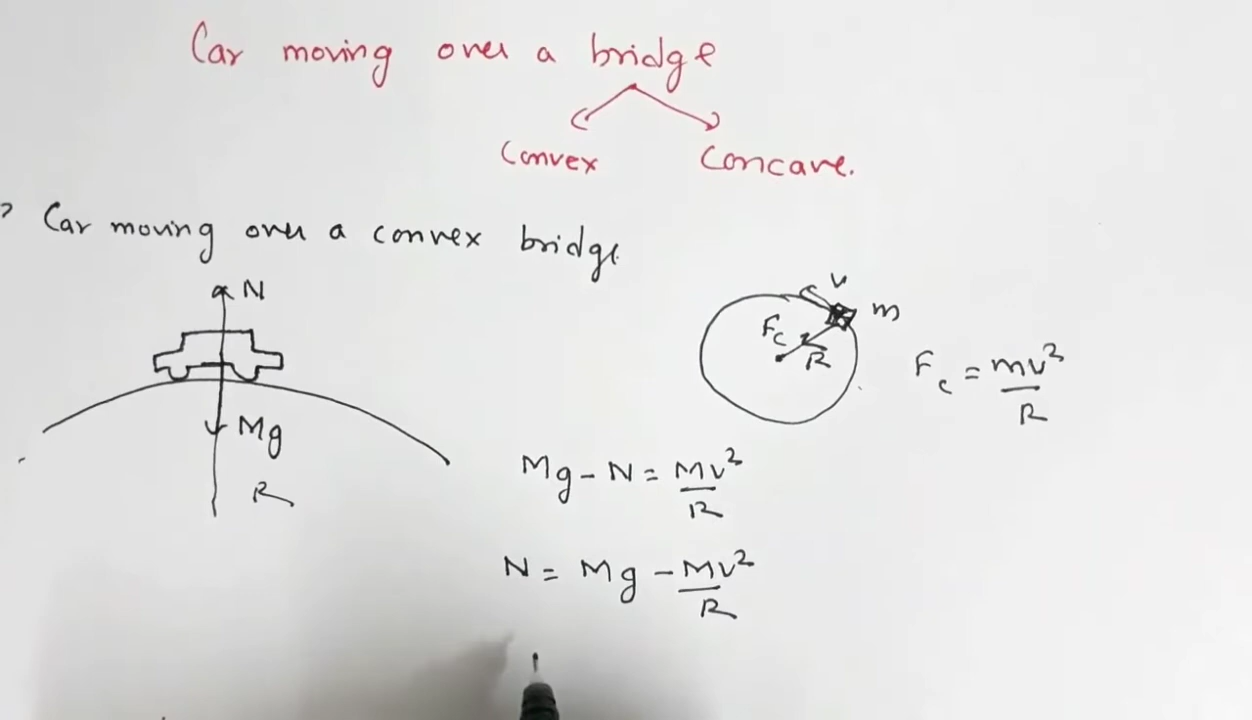 Car moving over a bridge
Convex Concave.
? Car moving over a convex bridge.
N
v
m
Fc
R
Fc = mv²/R
Mg
R
Mg - N = Mv²/R
N = Mg - Mv²/R